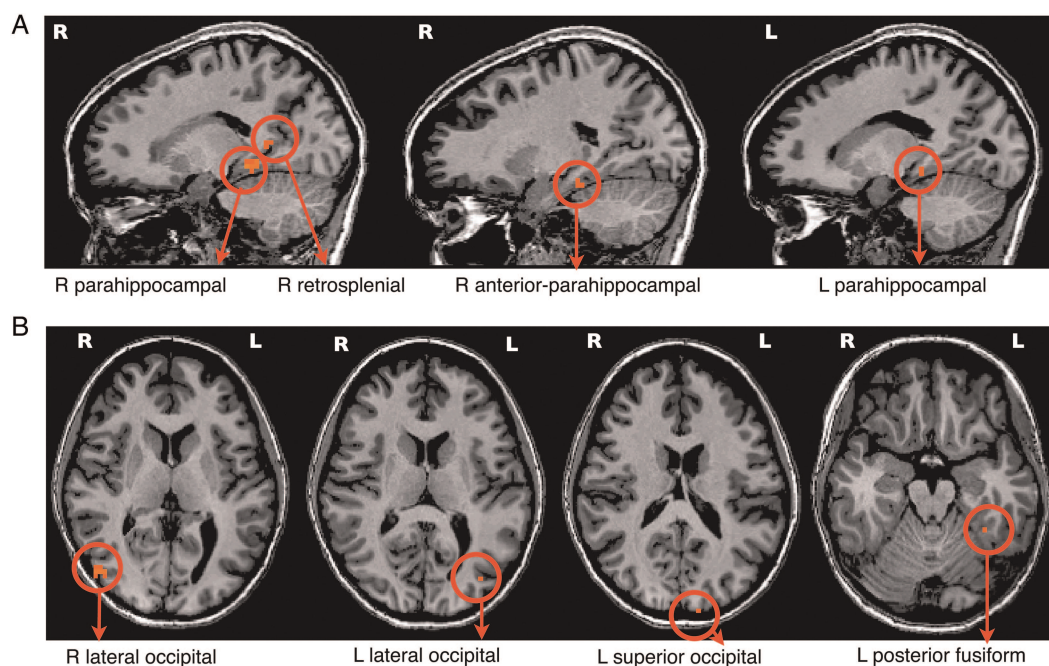 A
R
R
L
R parahippocampal
R retrosplenial
R anterior-parahippocampal
L parahippocampal
B
R L
R L
R L
R L
R lateral occipital
L lateral occipital
L superior occipital
L posterior fusiform